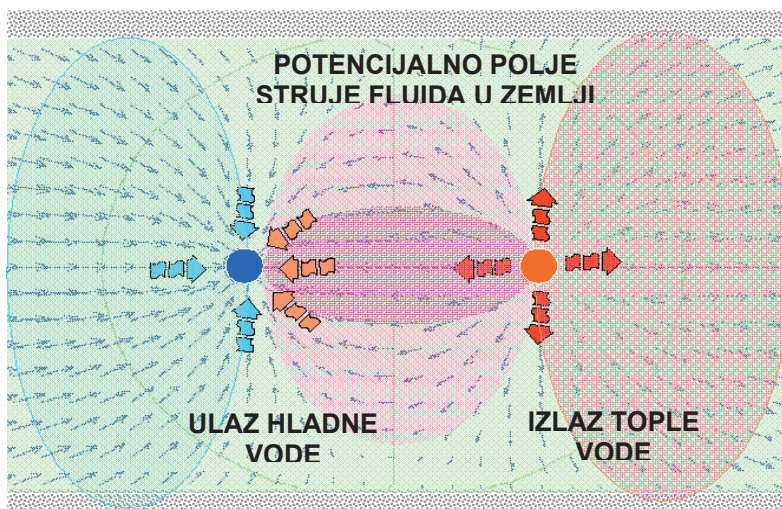 POTENCIJALNO POLJE
STRUJE FLUIDA U ZEMLJI
ULAZ HLADNE
VODE
IZLAZ TOPLE
VODE